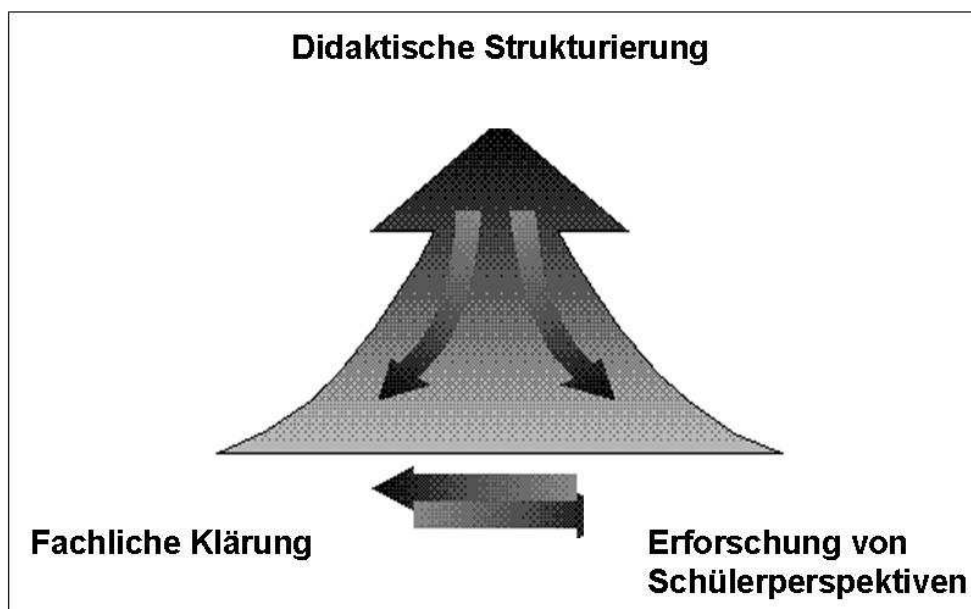 Didaktische Strukturierung
Fachliche Klärung
Erforschung von
Schülerperspektiven